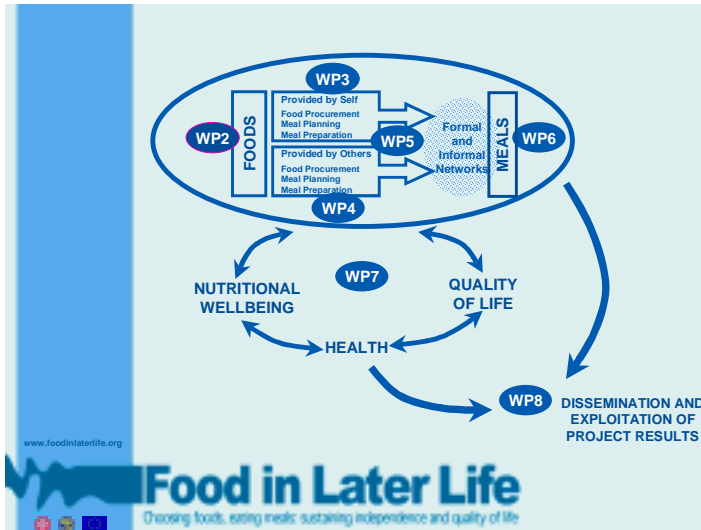 WP3
Provided by Self
Food Procurement
Meal Planning
Meal Preparation
WP2
FOODS
WP5
Formal
and
Informal
Networks
MEALS
WP6
Provided by Others
Food Procurement
Meal Planning
Meal Preparation
WP4
WP7
NUTRITIONAL
WELLBEING
QUALITY
OF LIFE
HEALTH
WP8
DISSEMINATION AND
EXPLOITATION OF
PROJECT RESULTS
www.foodinlaterlife.org
Food in Later Life
Choosing foods, eating meals: sustaining independence and quality of life